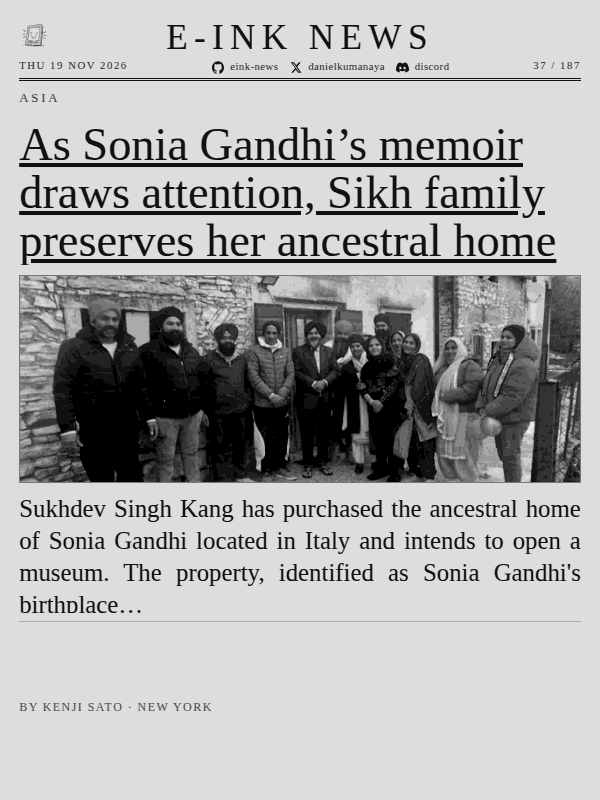 E-INK NEWS
THU 19 NOV 2026
eink-news
danielkumanaya
discord
37 / 187
ASIA
As Sonia Gandhi’s memoir
draws attention, Sikh family
preserves her ancestral home
Sukhdev Singh Kang has purchased the ancestral home
of Sonia Gandhi located in Italy and intends to open a
museum. The property, identified as Sonia Gandhi's
birthplace…
BY KENJI SATO · NEW YORK